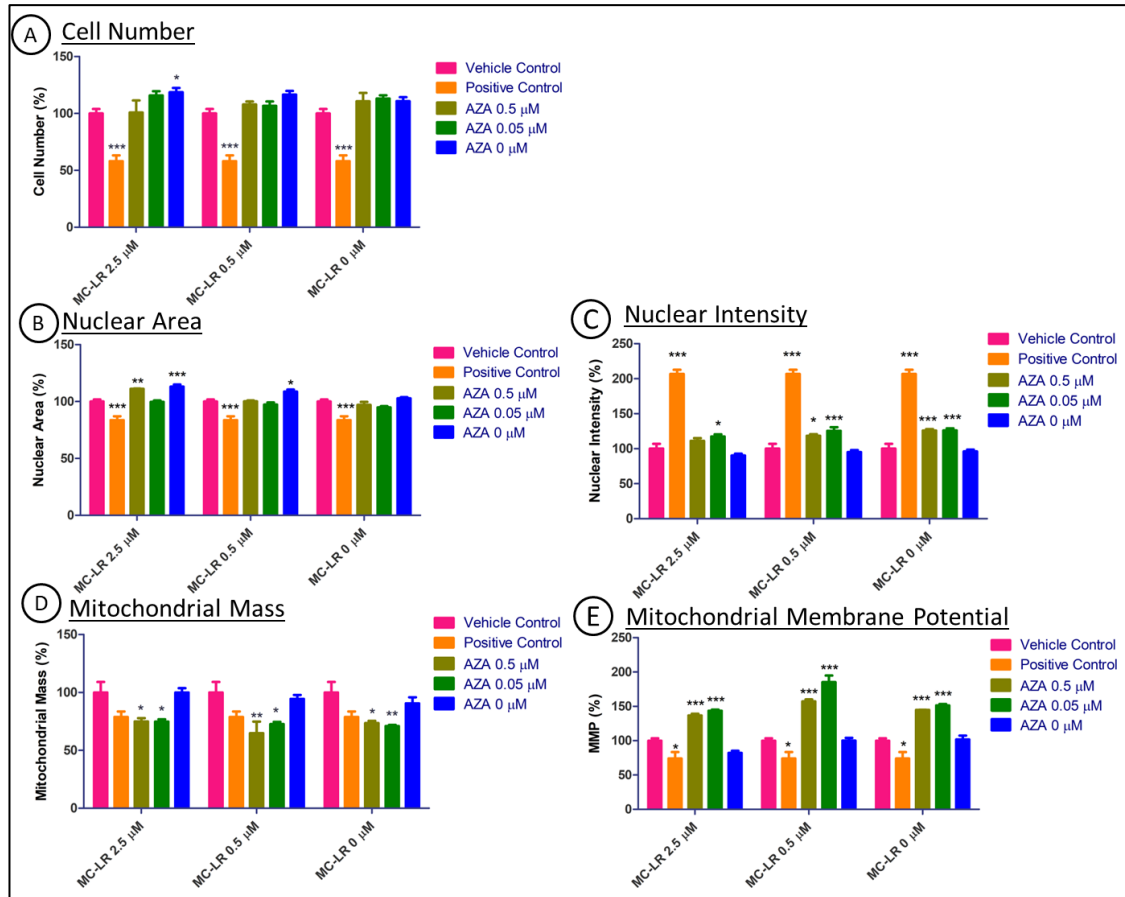 A Cell Number
150
100
50
0
Cell Number (%)
*
*** *** ***
MC-LR 2.5 μM
MC-LR 0.5 μM
MC-LR 0 μM
Vehicle Control
Positive Control
AZA 0.5 μM
AZA 0.05 μM
AZA 0 μM
B Nuclear Area
150
100
50
0
Nuclear Area (%)
*** ** *** *** * ***
MC-LR 2.5 μM
MC-LR 0.5 μM
MC-LR 0 μM
Vehicle Control
Positive Control
AZA 0.5 μM
AZA 0.05 μM
AZA 0 μM
C Nuclear Intensity
250
200
150
100
50
0
Nuclear Intensity (%)
*** * *** * *** *** *** ***
MC-LR 2.5 μM
MC-LR 0.5 μM
MC-LR 0 μM
Vehicle Control
Positive Control
AZA 0.5 μM
AZA 0.05 μM
AZA 0 μM
D Mitochondrial Mass
150
100
50
0
Mitochondrial Mass (%)
* * ** * * **
MC-LR 2.5 μM
MC-LR 0.5 μM
MC-LR 0 μM
Vehicle Control
Positive Control
AZA 0.5 μM
AZA 0.05 μM
AZA 0 μM
E Mitochondrial Membrane Potential
250
200
150
100
50
0
MMP (%)
* *** *** * *** *** * *** ***
MC-LR 2.5 μM
MC-LR 0.5 μM
MC-LR 0 μM
Vehicle Control
Positive Control
AZA 0.5 μM
AZA 0.05 μM
AZA 0 μM